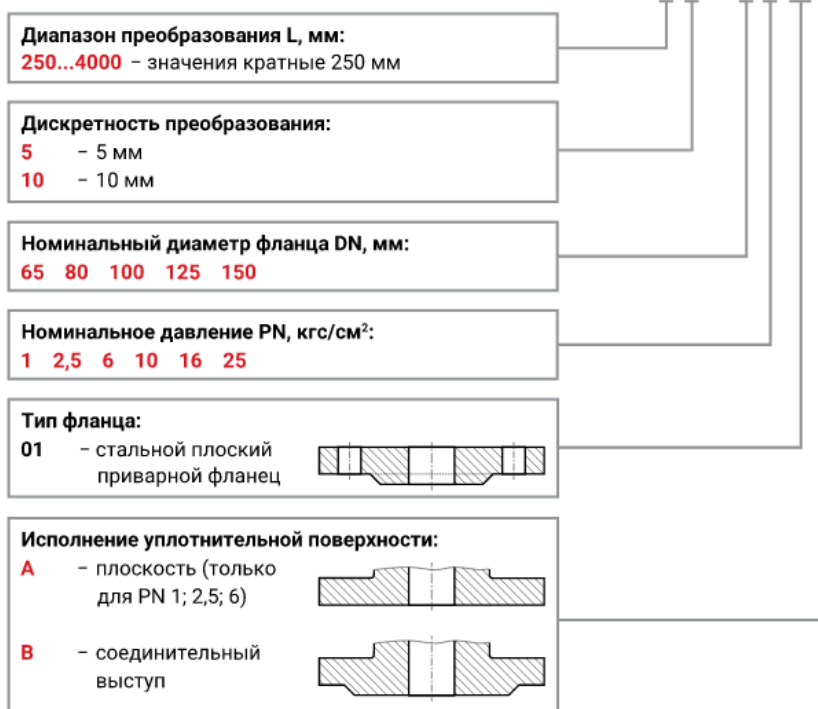 Диапазон преобразования L, мм:
250...4000 – значения кратные 250 мм
Дискретность преобразования:
5 – 5 мм
10 – 10 мм
Номинальный диаметр фланца DN, мм:
65 80 100 125 150
Номинальное давление PN, кгс/см²:
1 2,5 6 10 16 25
Тип фланца:
01 – стальной плоский
приварной фланец
Исполнение уплотнительной поверхности:
A – плоскость (только
для PN 1; 2,5; 6)
B – соединительный
выступ